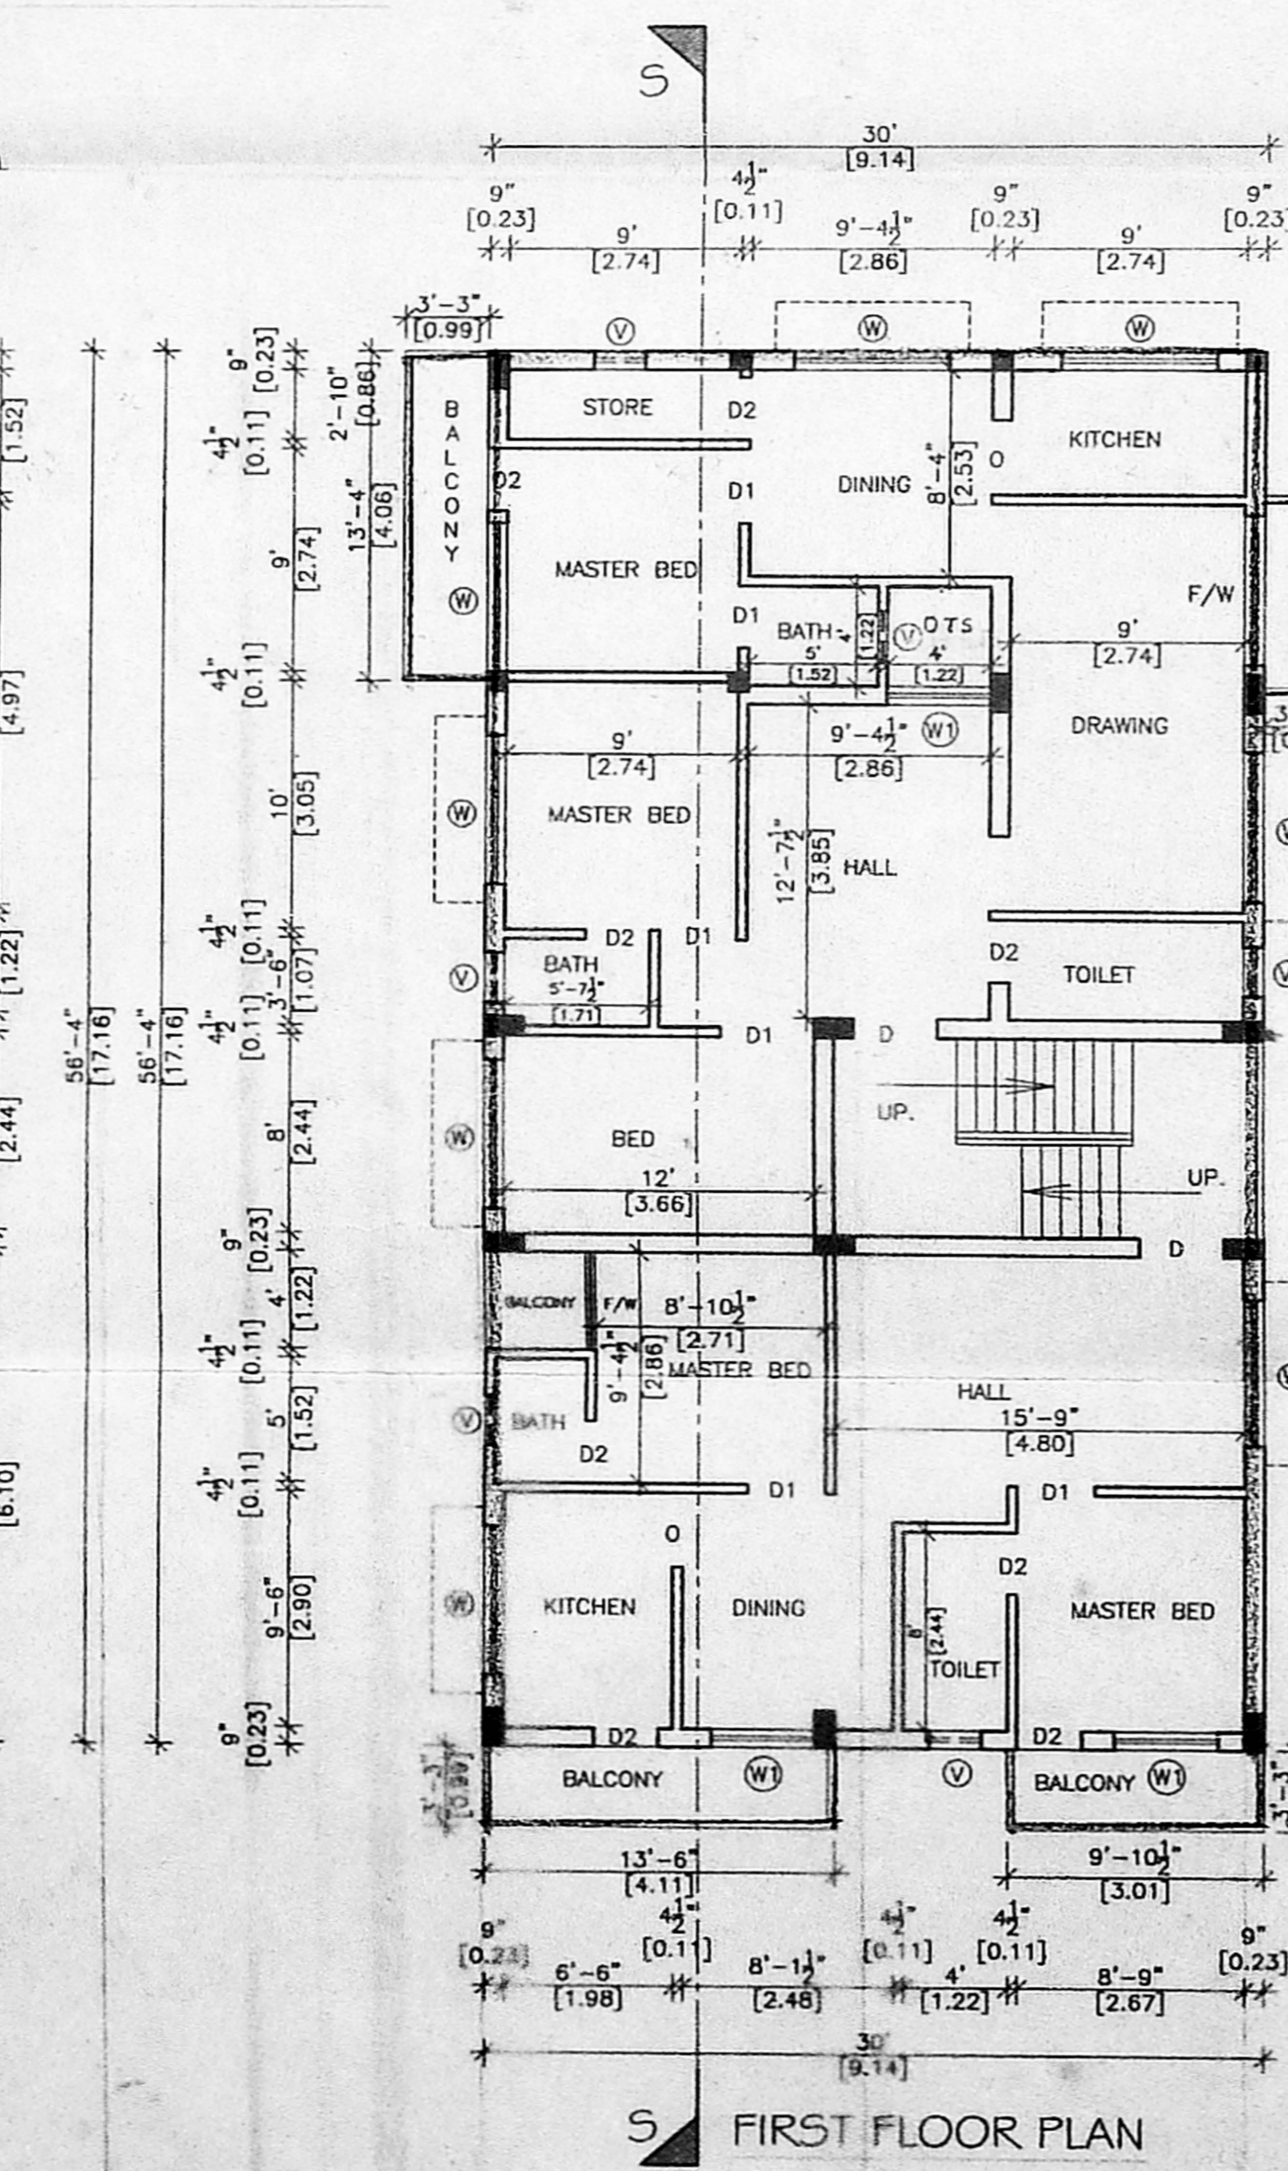 S
30'
[9.14]
9" 4½" 9" 9"
[0.23] [0.11] [0.23] [0.23
9' 9'-4½" 9'
[2.74] [2.86] [2.74]
3'-3"
[0.99]
V W W
9" [0.23]
2'-10" [0.86]
4½" [0.11]
[1.52]
BALCONY
STORE D2
KITCHEN
D2 D1 DINING O
8'-4" [2.53]
13'-4" [4.06]
9' [2.74]
MASTER BED
W
F/W
D1 BATH V OTS
4' [1.22]
5' [1.52]
4' [1.22]
9' [2.74]
4½" [0.11]
[4.97]
DRAWING
9' [2.74]
9'-4½" [2.86]
W1
10' [3.05]
W MASTER BED
12'-7½" [3.85]
HALL
4½" [0.11]
D2 D1 D2
[1.22]
V BATH TOILET
5'-7½" [1.71]
3'-6" [1.07]
4½" [0.11]
D1 D
56'-4" [17.16]
56'-4" [17.16]
[2.44]
8' [2.44]
W BED
UP.
12' [3.66]
UP.
9" [0.23]
D
4' [1.22]
BALCONY F/W 8'-10½" [2.71]
4½" [0.11]
9'-4½" [2.86]
MASTER BED
HALL
15'-9" [4.80]
5' [1.52]
V BATH
D2
4½" [0.11]
D1 D1
[6.10]
O D2
9'-6" [2.90]
W KITCHEN DINING
8' [2.44]
TOILET
MASTER BED
9" [0.23]
D2 D2
3'-3" [0.99]
BALCONY W1 V BALCONY W1
3'-3"
13'-6" [4.11]
9'-10½" [3.01]
9" 4½" 4½" 4½" 9"
[0.23] [0.11] [0.11] [0.11] [0.23]
6'-6" 8'-1½" 4' 8'-9"
[1.98] [2.48] [1.22] [2.67]
30'
[9.14]
S FIRST FLOOR PLAN